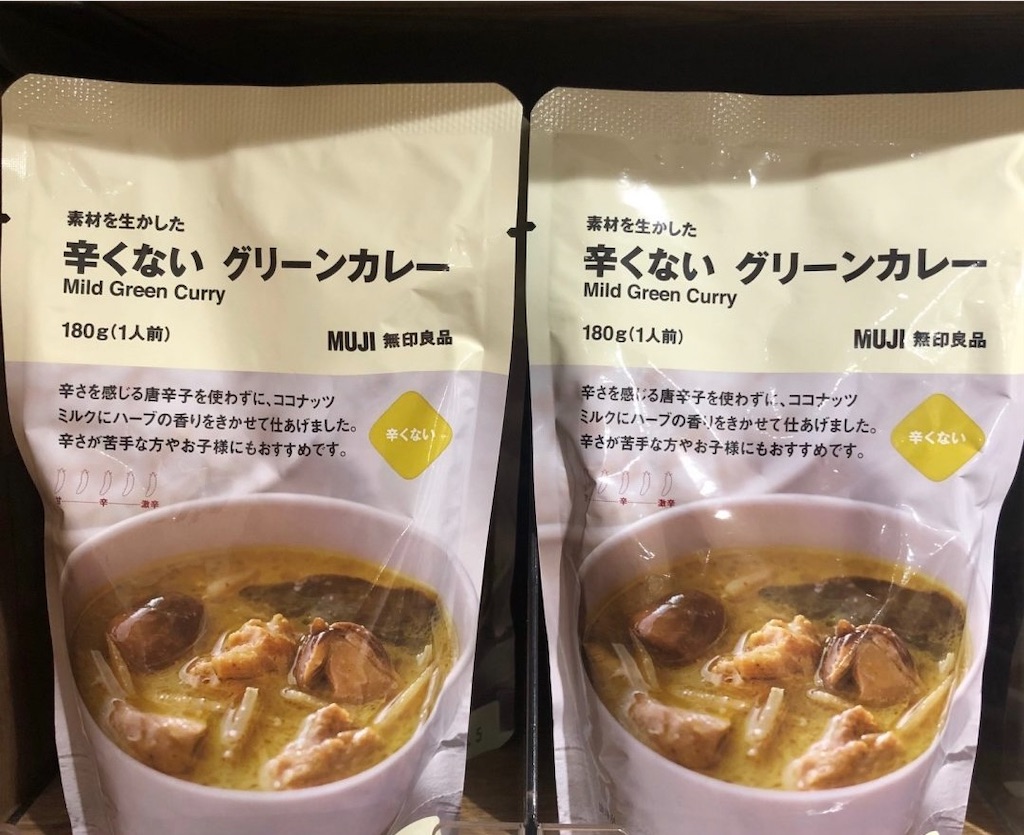 素材を生かした
辛くない グリーンカレー
Mild Green Curry
180g(1人前)
MUJI 無印良品
辛さを感じる唐辛子を使わずに、ココナッツ
ミルクにハーブの香りをきかせて仕あげました。
辛さが苦手な方やお子様にもおすすめです。
辛くない
辛 激辛
素材を生かした
辛くない グリーンカレー
Mild Green Curry
180g(1人前)
MUJI 無印良品
辛さを感じる唐辛子を使わずに、ココナッツ
ミルクにハーブの香りをきかせて仕あげました。
辛さが苦手な方やお子様にもおすすめです。
辛くない
辛 激辛